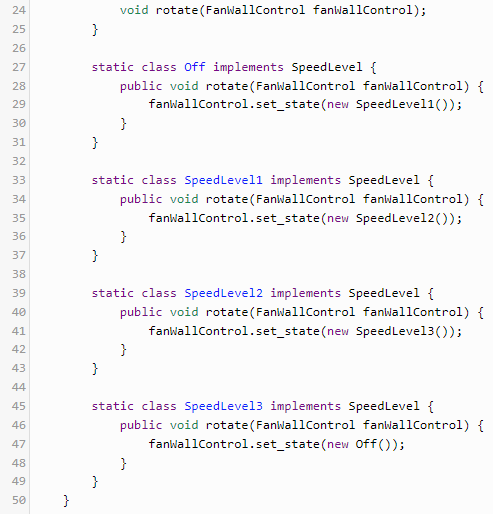 24 void rotate(FanWallControl fanWallControl);
25 }
26
27 static class Off implements SpeedLevel {
28 public void rotate(FanWallControl fanWallControl) {
29 fanWallControl.set_state(new SpeedLevel1());
30 }
31 }
32
33 static class SpeedLevel1 implements SpeedLevel {
34 public void rotate(FanWallControl fanWallControl) {
35 fanWallControl.set_state(new SpeedLevel2());
36 }
37 }
38
39 static class SpeedLevel2 implements SpeedLevel {
40 public void rotate(FanWallControl fanWallControl) {
41 fanWallControl.set_state(new SpeedLevel3());
42 }
43 }
44
45 static class SpeedLevel3 implements SpeedLevel {
46 public void rotate(FanWallControl fanWallControl) {
47 fanWallControl.set_state(new Off());
48 }
49 }
50 }